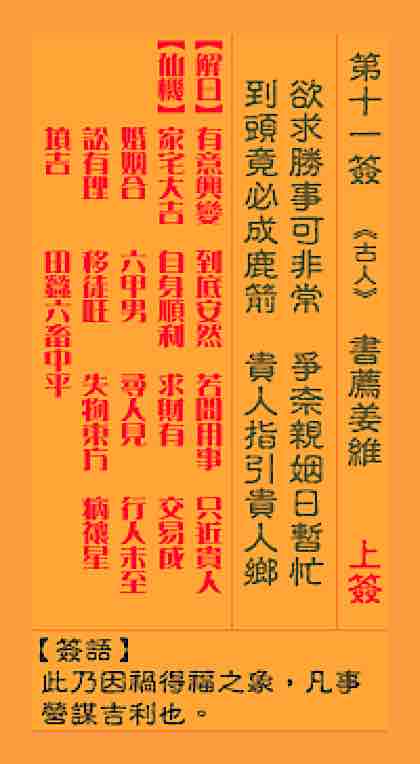 第十一簽 《古人》 書薦姜維 上簽
欲求勝事可非常 爭奈親姻日暫忙
到頭竟必成鹿箭 貴人指引貴人鄉
【解曰】有意興變 到底安然 若問用事 只近貴人
【仙機】家宅大吉 自身順利 求財有 交易成
婚姻合 六甲男 尋人見 行人未至
訟有理 移徒旺 失物東方 病禳星
墳吉 田蠶六畜中平
【簽語】
此乃因禍得福之象，凡事
營謀吉利也。